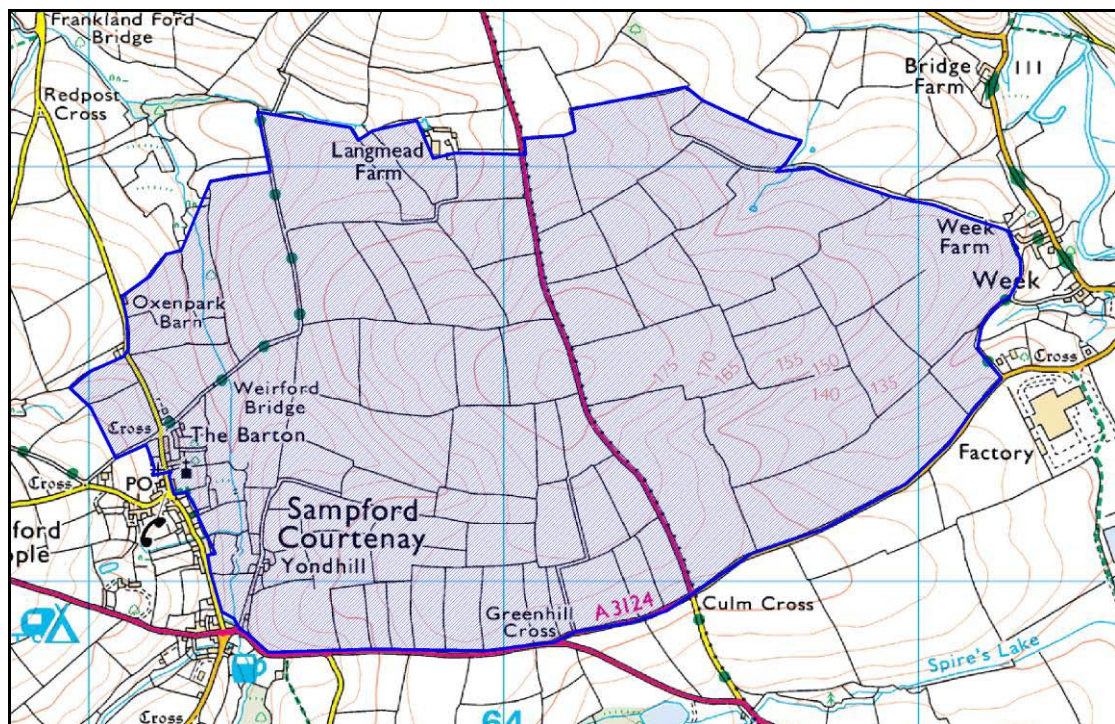 Frankland Ford
Bridge
Redpost
Cross
Bridge
Farm
111
Langmead
Farm
Week
Farm
Week
Oxenpark
Barn
Cross
175
170
165
155
150
140
135
Weirford
Bridge
Cross
The Barton
Factory
Cross
PO
Sampford
Courtenay
ford
ple
Yondhill
Greenhill
Cross
A 3124
Culm Cross
Spire's Lake
Cross
64